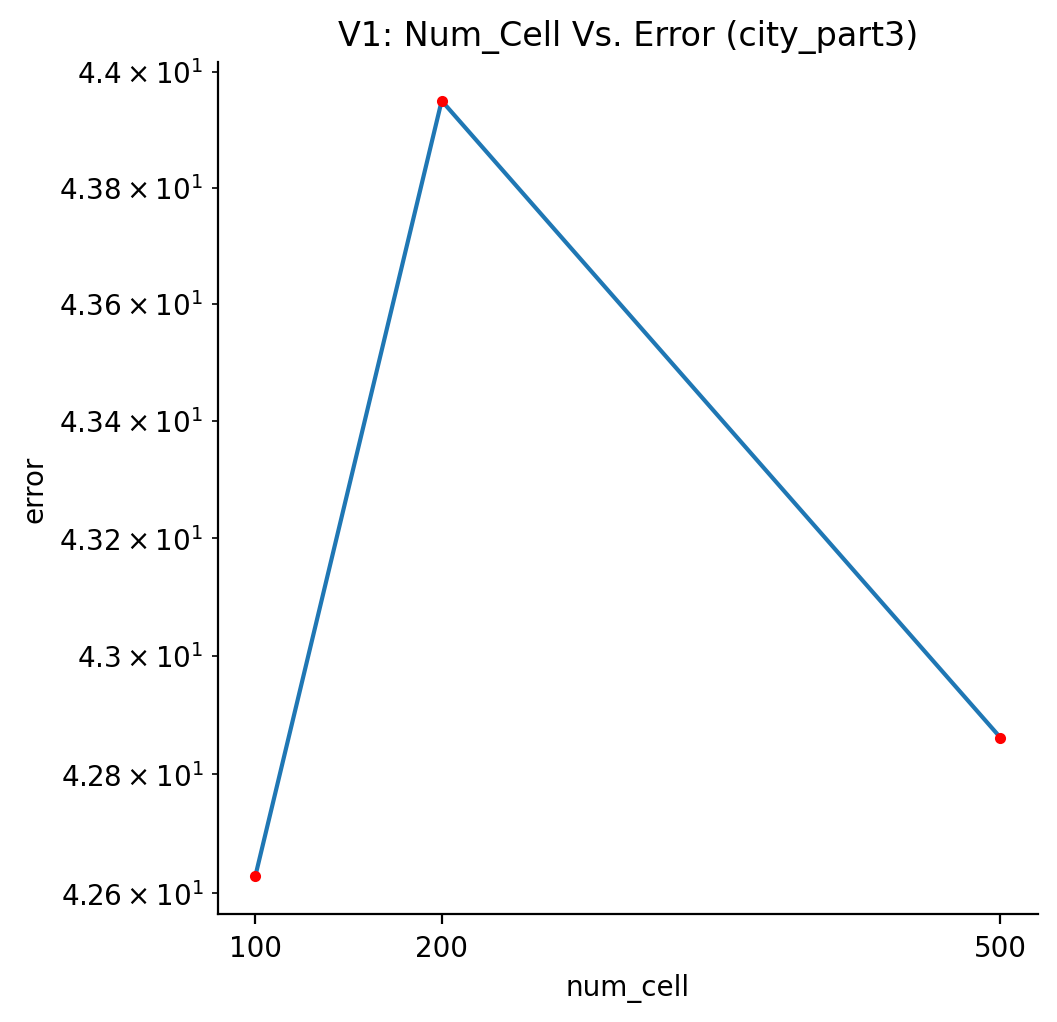 V1: Num_Cell Vs. Error (city_part3)
4.4 × 10¹
4.38 × 10¹
4.36 × 10¹
4.34 × 10¹
4.32 × 10¹
4.3 × 10¹
4.28 × 10¹
4.26 × 10¹
error
100 200 500
num_cell